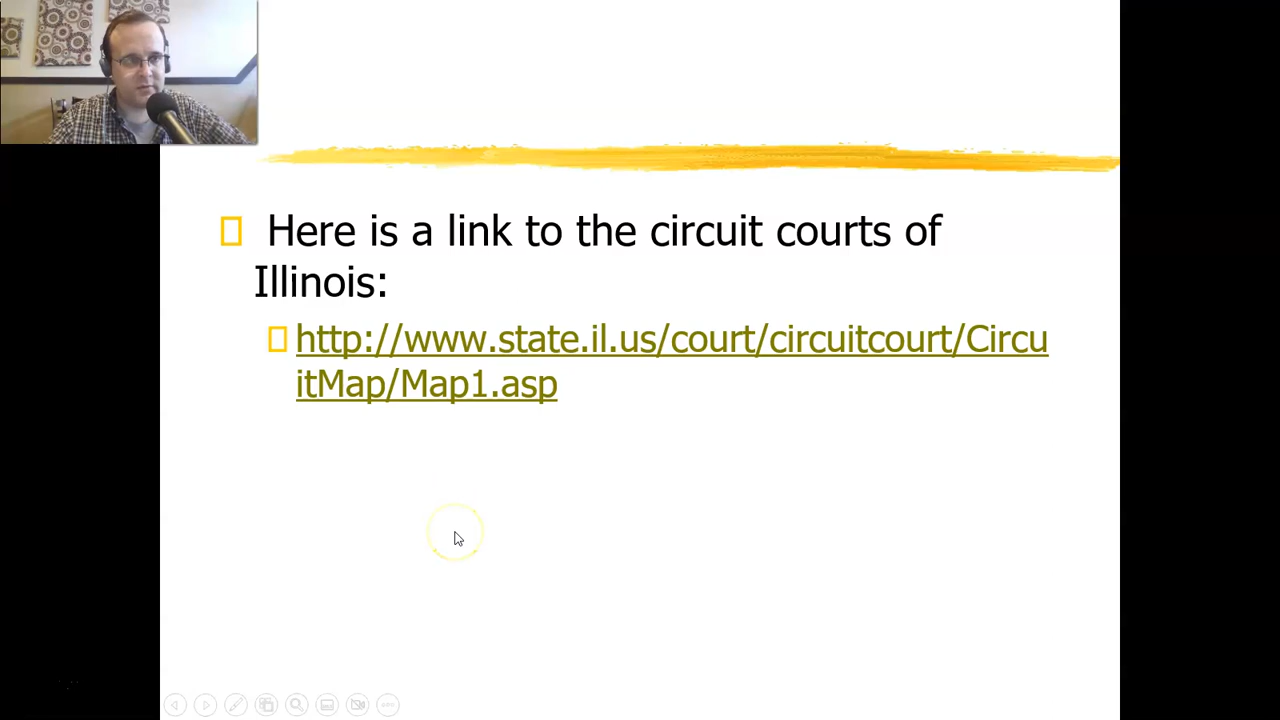 Here is a link to the circuit courts of
Illinois:
http://www.state.il.us/court/circuitcourt/Circu
itMap/Map1.asp